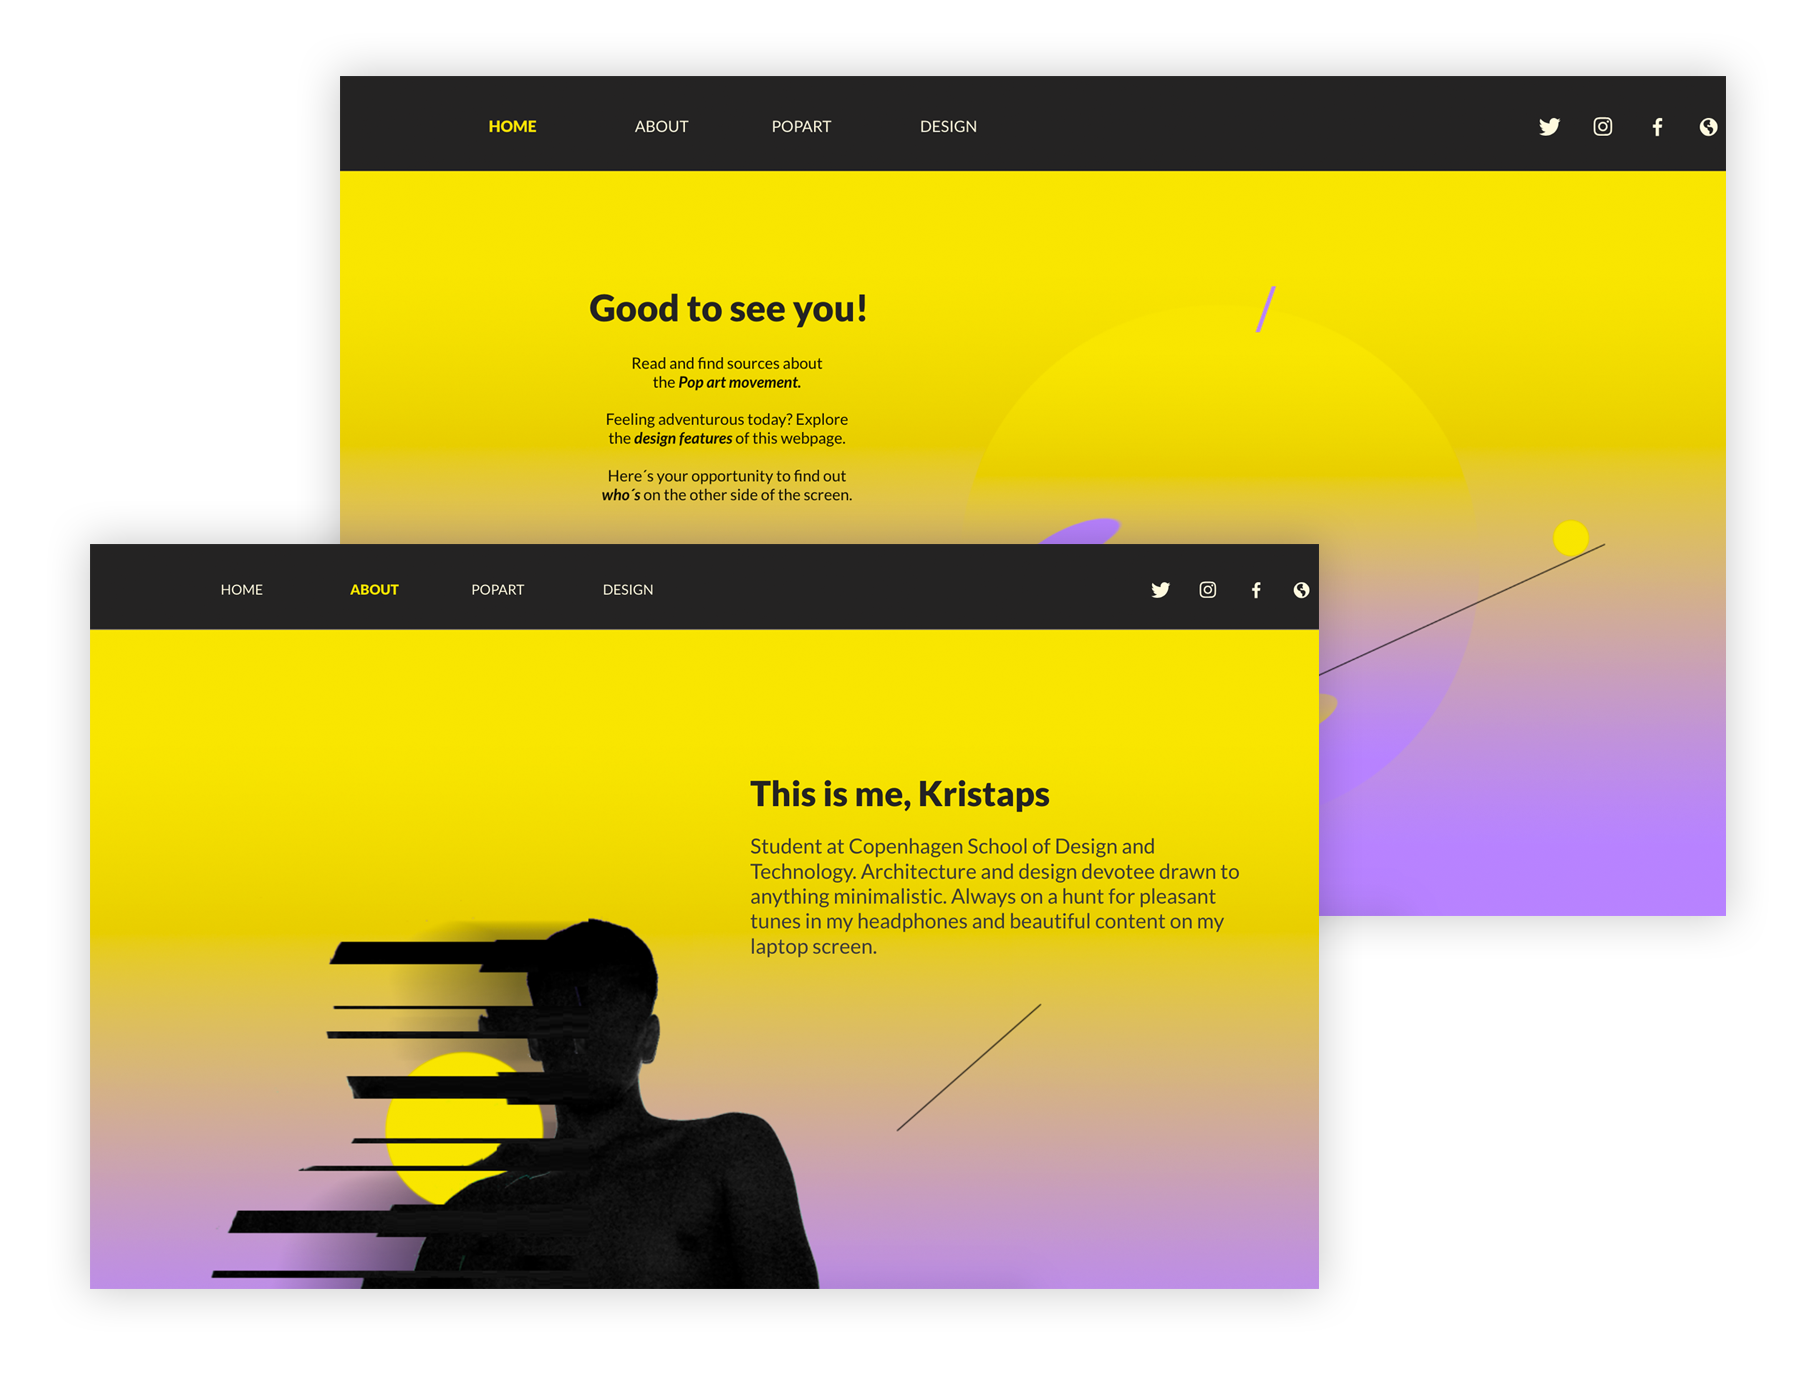 HOME ABOUT POPART DESIGN
Good to see you!
Read and find sources about
the Pop art movement.
Feeling adventurous today? Explore
the design features of this webpage.
Here´s your opportunity to find out
who´s on the other side of the screen.
HOME ABOUT POPART DESIGN
This is me, Kristaps
Student at Copenhagen School of Design and
Technology. Architecture and design devotee drawn to
anything minimalistic. Always on a hunt for pleasant
tunes in my headphones and beautiful content on my
laptop screen.